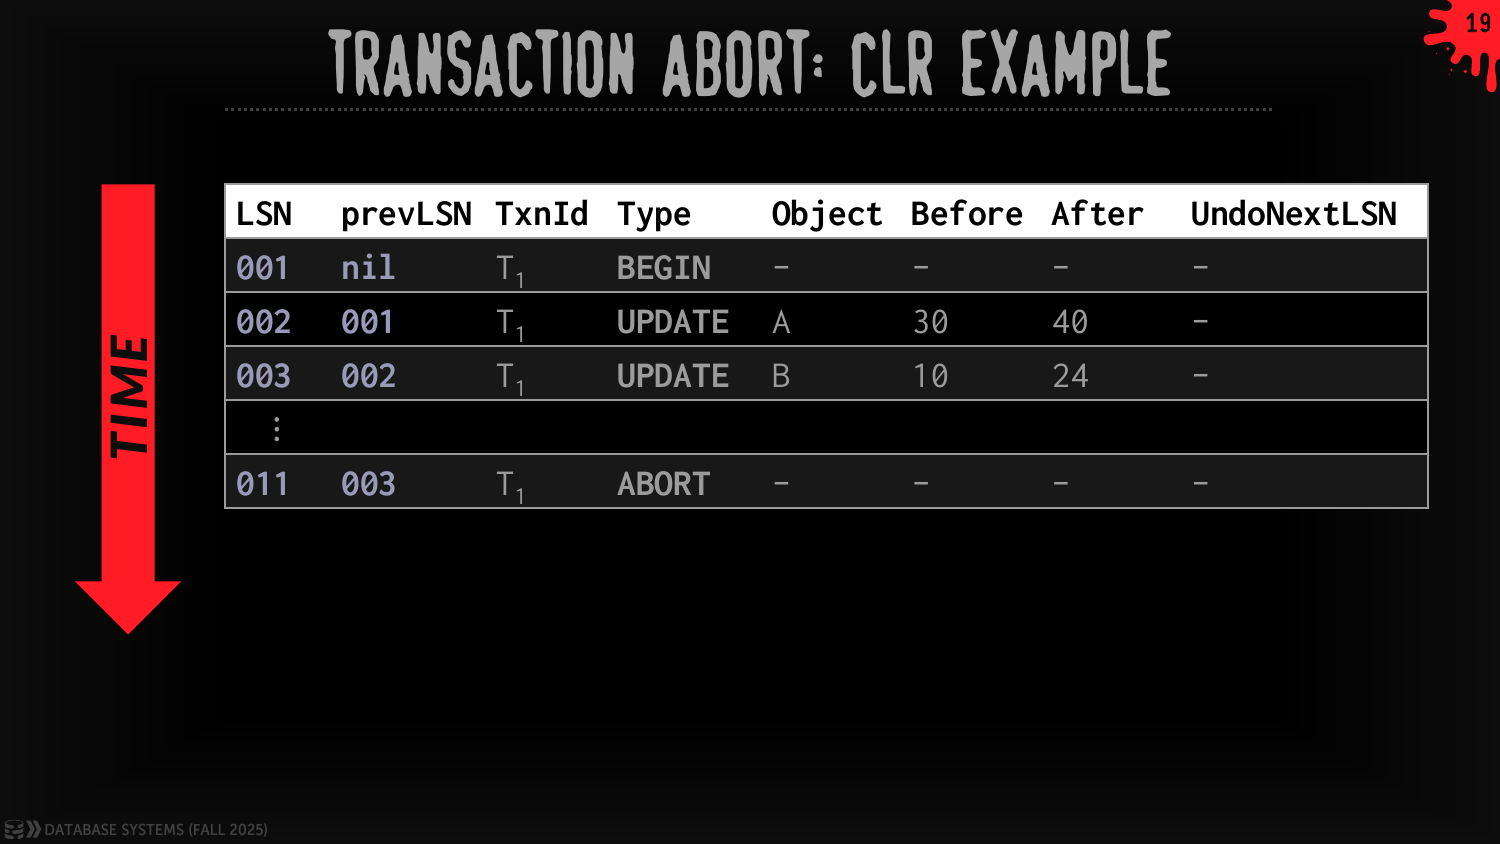 TRANSACTION ABORT: CLR EXAMPLE
19
TIME
LSN prevLSN TxnId Type Object Before After UndoNextLSN
001 nil T1 BEGIN - - - -
002 001 T1 UPDATE A 30 40 -
003 002 T1 UPDATE B 10 24 -
⋮
011 003 T1 ABORT - - - -
DATABASE SYSTEMS (FALL 2025)